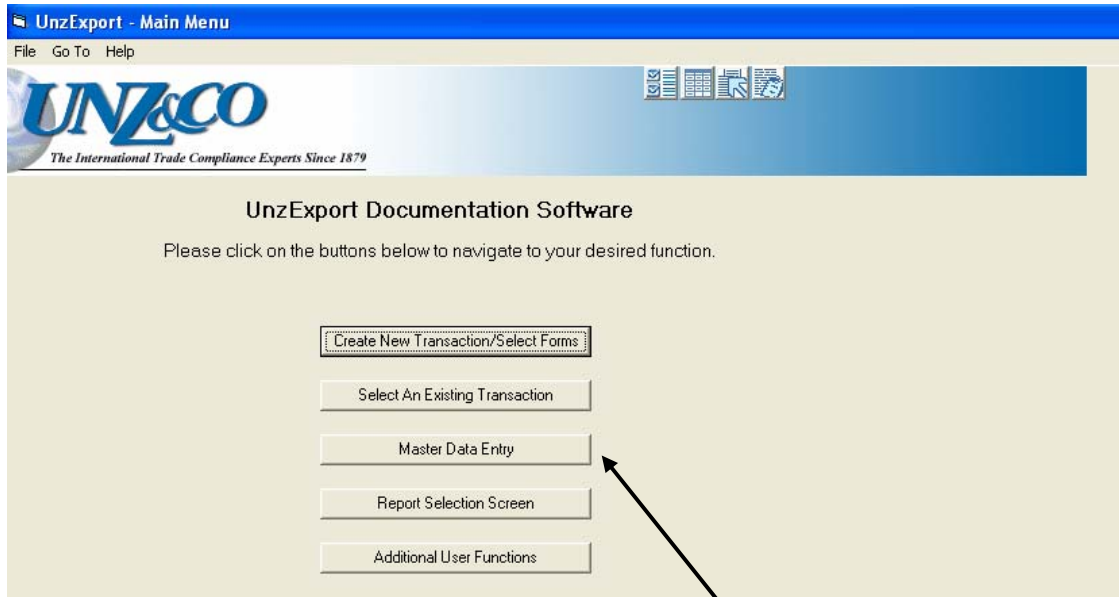 UnzExport - Main Menu
File Go To Help
UNZ&CO
The International Trade Compliance Experts Since 1879
UnzExport Documentation Software
Please click on the buttons below to navigate to your desired function.
Create New Transaction/Select Forms
Select An Existing Transaction
Master Data Entry
Report Selection Screen
Additional User Functions